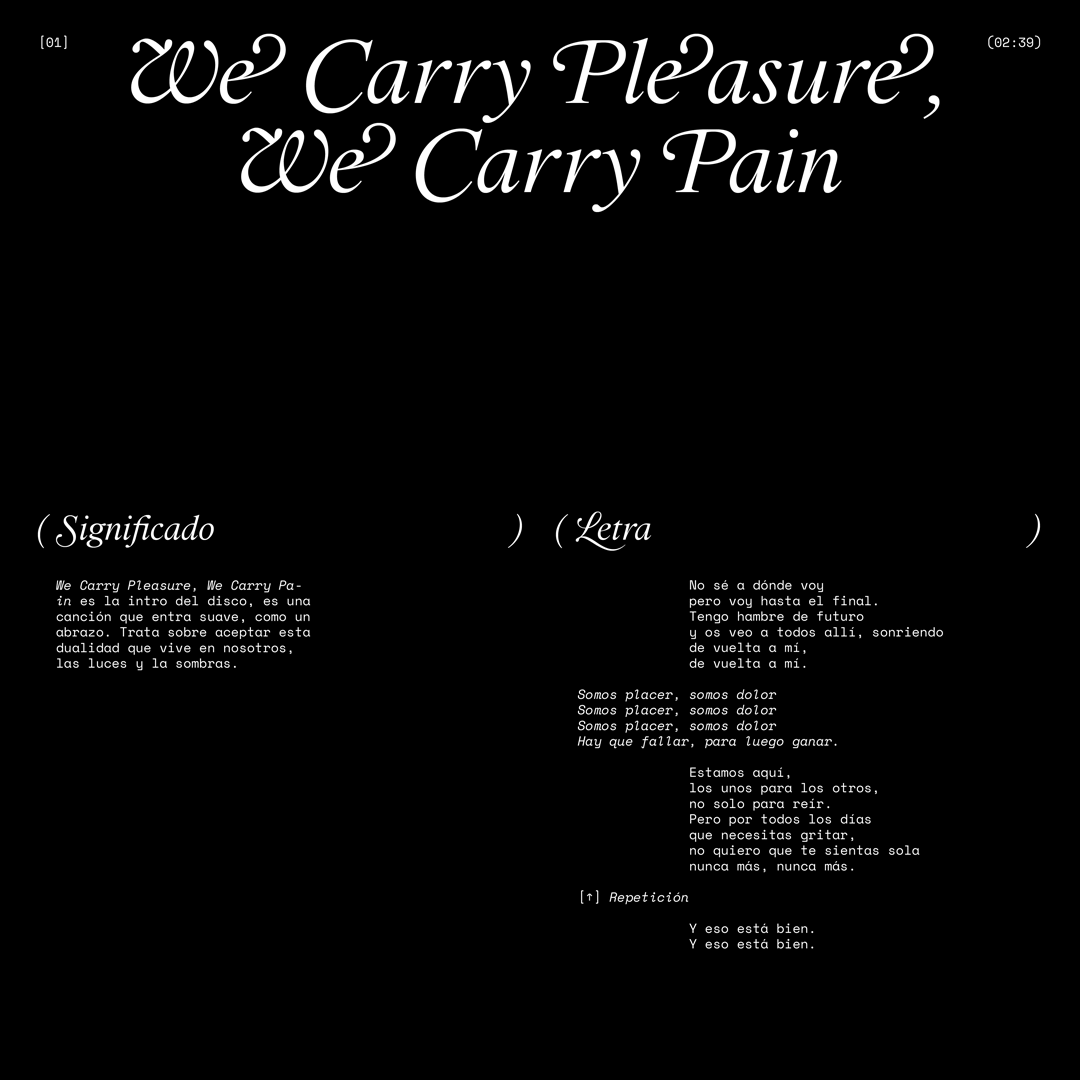 [01]
(02:39)
We Carry Pleasure,
We Carry Pain
( Significado )
We Carry Pleasure, We Carry Pa-
in es la intro del disco, es una
canción que entra suave, como un
abrazo. Trata sobre aceptar esta
dualidad que vive en nosotros,
las luces y la sombras.
( Letra )
No sé a dónde voy
pero voy hasta el final.
Tengo hambre de futuro
y os veo a todos allí, sonriendo
de vuelta a mí,
de vuelta a mí.
Somos placer, somos dolor
Somos placer, somos dolor
Somos placer, somos dolor
Hay que fallar, para luego ganar.
Estamos aquí,
los unos para los otros,
no solo para reír.
Pero por todos los días
que necesitas gritar,
no quiero que te sientas sola
nunca más, nunca más.
[↑] Repetición
Y eso está bien.
Y eso está bien.